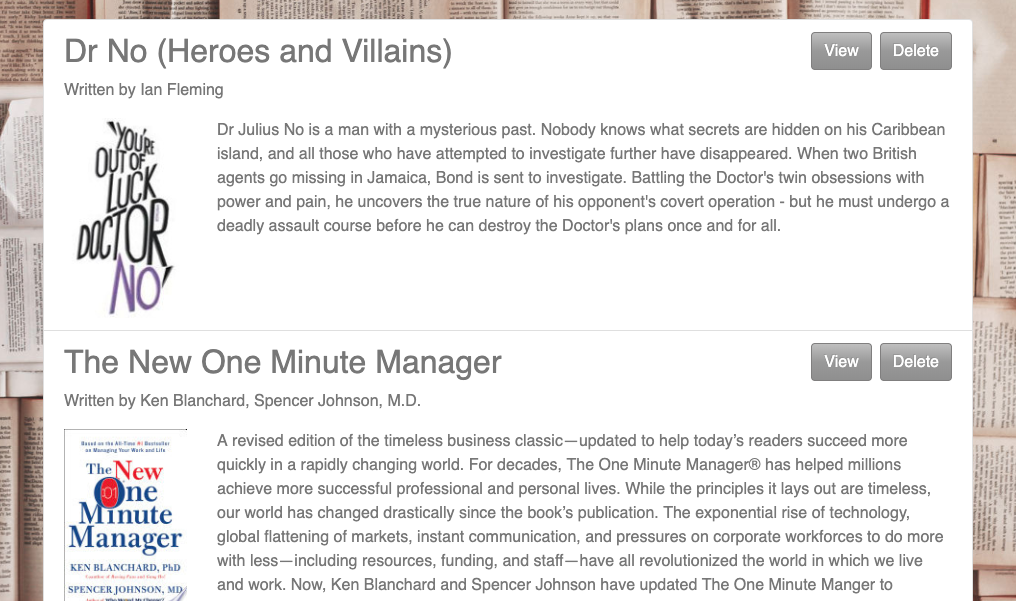 Dr No (Heroes and Villains)
View
Delete
Written by Ian Fleming
'YOU'RE
OUT OF
LUCK
DOCTOR
NO'
Dr Julius No is a man with a mysterious past. Nobody knows what secrets are hidden on his Caribbean
island, and all those who have attempted to investigate further have disappeared. When two British
agents go missing in Jamaica, Bond is sent to investigate. Battling the Doctor's twin obsessions with
power and pain, he uncovers the true nature of his opponent's covert operation - but he must undergo a
deadly assault course before he can destroy the Doctor's plans once and for all.
The New One Minute Manager
View
Delete
Written by Ken Blanchard, Spencer Johnson, M.D.
Based on the All-Time #1 Bestseller
on Managing Your Work and Life
The New
One
Minute
Manager
KEN BLANCHARD, PhD
SPENCER JOHNSON, MD
A revised edition of the timeless business classic—updated to help today’s readers succeed more
quickly in a rapidly changing world. For decades, The One Minute Manager® has helped millions
achieve more successful professional and personal lives. While the principles it lays out are timeless,
our world has changed drastically since the book’s publication. The exponential rise of technology,
global flattening of markets, instant communication, and pressures on corporate workforces to do more
with less—including resources, funding, and staff—have all revolutionized the world in which we live
and work. Now, Ken Blanchard and Spencer Johnson have updated The One Minute Manger to